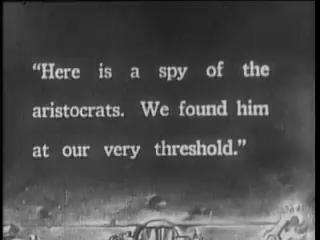 “Here is a spy of the
aristocrats. We found him
at our very threshold.”